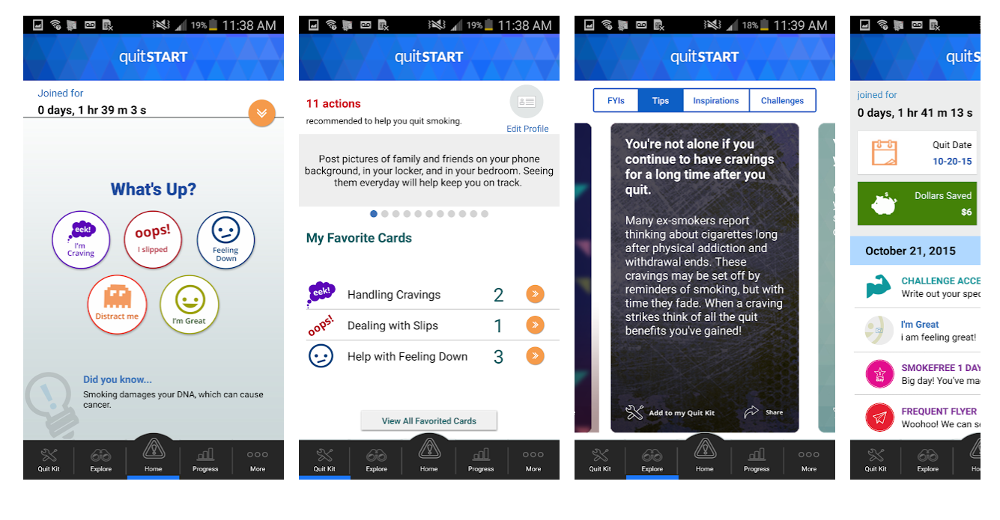 19% 11:38 AM
quitSTART
Joined for
0 days, 1 hr 39 m 3 s
What's Up?
eek!
I'm
Craving
oops!
I slipped
Feeling
Down
Distract me
I'm Great
Did you know...
Smoking damages your DNA, which can cause
cancer.
Quit Kit
Explore
Home
Progress
More
19% 11:38 AM
quitSTART
11 actions
recommended to help you quit smoking.
Edit Profile
Post pictures of family and friends on your phone
background, in your locker, and in your bedroom. Seeing
them everyday will help keep you on track.
My Favorite Cards
eek! Handling Cravings 2
oops! Dealing with Slips 1
Help with Feeling Down 3
View All Favorited Cards
Quit Kit
Explore
Home
Progress
More
18% 11:39 AM
quitSTART
FYIs
Tips
Inspirations
Challenges
You're not alone if you
continue to have cravings
for a long time after you
quit.
Many ex-smokers report
thinking about cigarettes long
after physical addiction and
withdrawal ends. These
cravings may be set off by
reminders of smoking, but with
time they fade. When a craving
strikes think of all the quit
benefits you've gained!
Add to my Quit Kit
Share
Quit Kit
Explore
Home
Progress
More
quitS
joined for
0 days, 1 hr 41 m 13 s
Quit Date
10-20-15
Dollars Saved
$6
October 21, 2015
CHALLENGE ACCE
Write out your spec
I'm Great
i am feeling great!
SMOKEFREE 1 DAY
Big day! You've ma
FREQUENT FLYER
Woohoo! We can se
Quit Kit
Explore
Ho